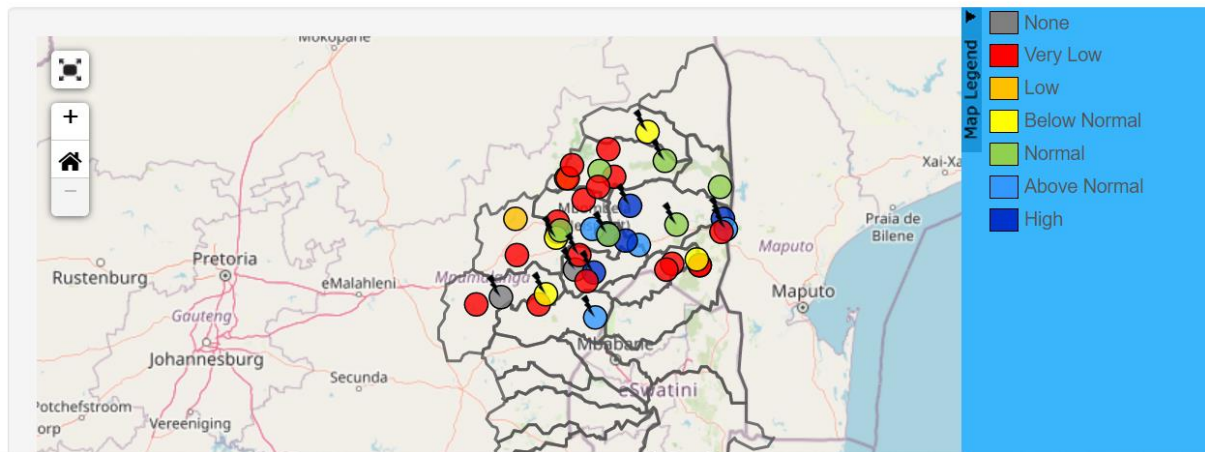 Mokopane
+
−
Rustenburg
Pretoria
eMalahleni
Mpumalanga
Gauteng
Johannesburg
Secunda
Potchefstroom
Vereeniging
Mbabane
eSwatini
Maputo
Maputo
Praia de
Bilene
Xai-Xa
Map Legend
None
Very Low
Low
Below Normal
Normal
Above Normal
High